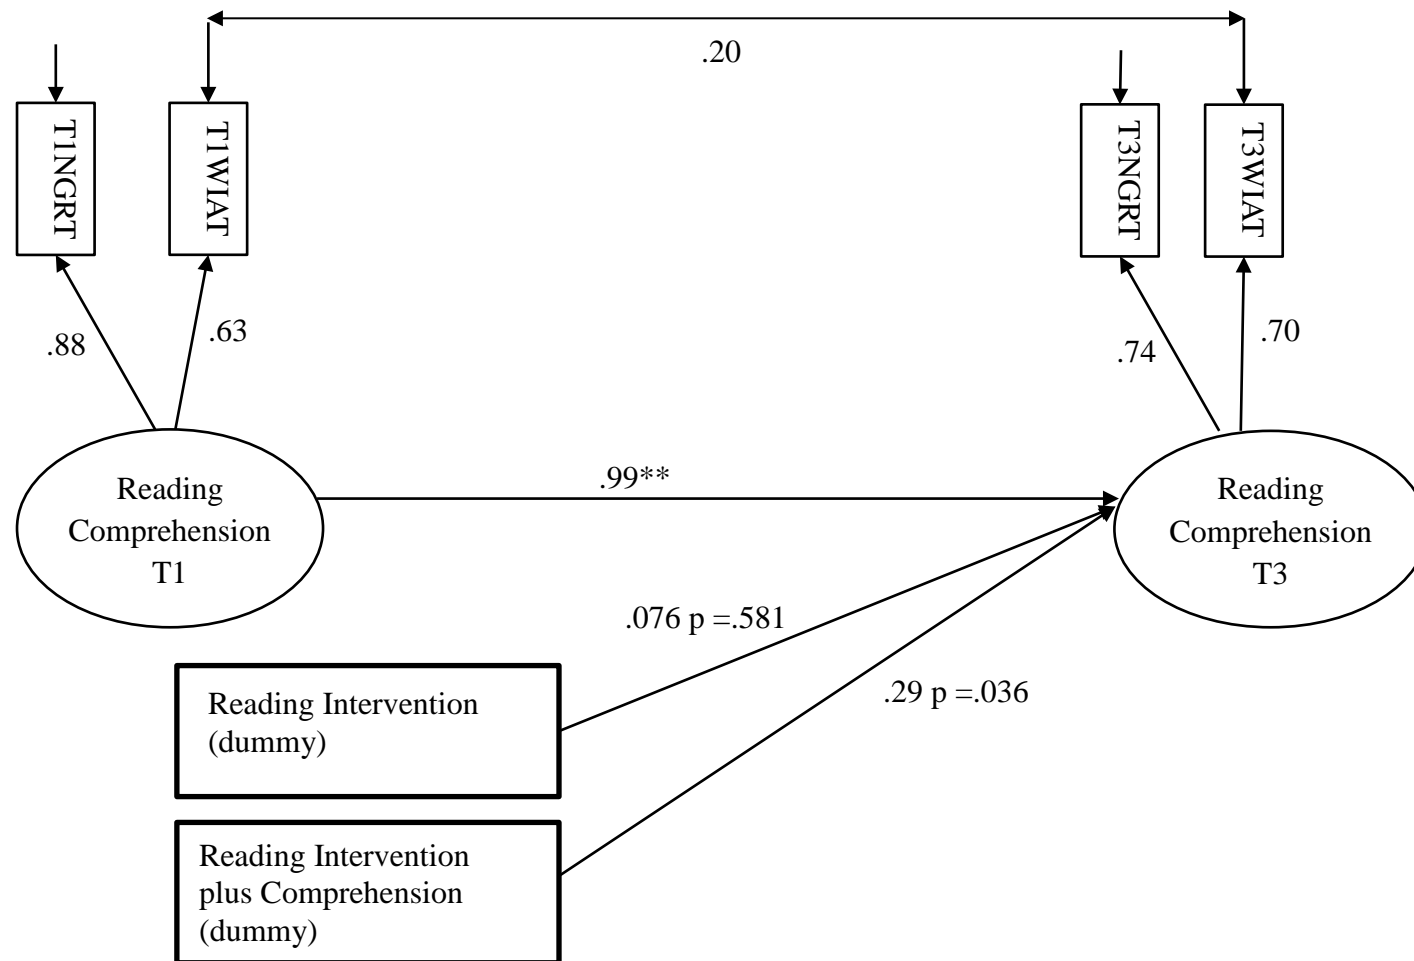 .20
T1NGRT
T1WIAT
T3NGRT
T3WIAT
.88
.63
.74
.70
Reading
Comprehension
T1
.99**
Reading
Comprehension
T3
.076 p =.581
.29 p =.036
Reading Intervention
(dummy)
Reading Intervention
plus Comprehension
(dummy)